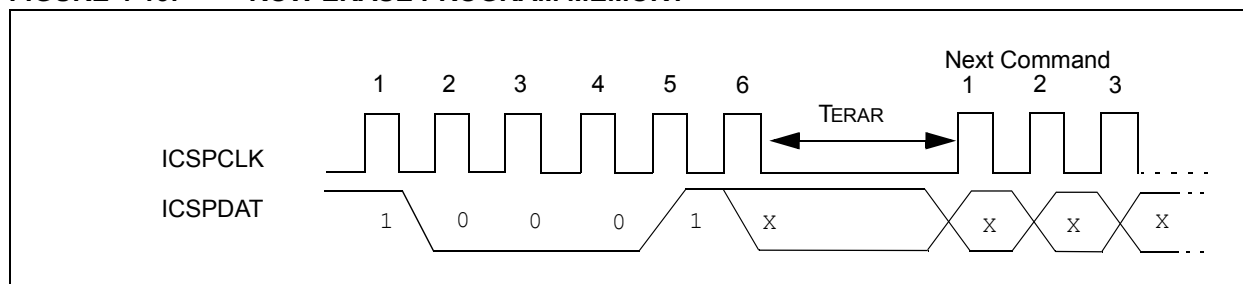 Next Command
1 2 3 4 5 6 1 2 3
TERAR
ICSPCLK
ICSPDAT
1 0 0 0 1 X X X X